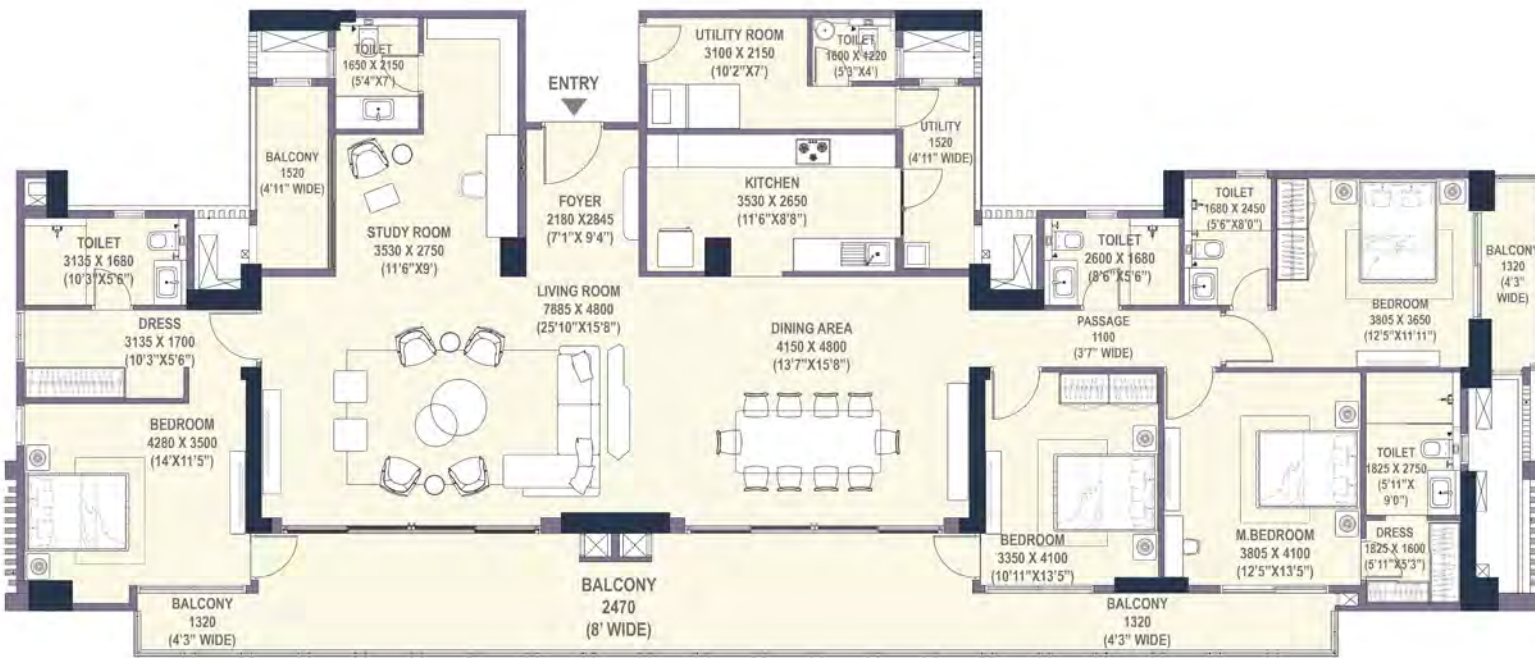 TOILET
1650 X 2150
(5'4"X7')
ENTRY
UTILITY ROOM
3100 X 2150
(10'2"X7')
TOILET
1600 X 1220
(5'3"X4')
BALCONY
1520
(4'11" WIDE)
UTILITY
1520
(4'11" WIDE)
STUDY ROOM
3530 X 2750
(11'6"X9')
FOYER
2180 X2845
(7'1"X 9'4")
KITCHEN
3530 X 2650
(11'6"X8'8")
TOILET
3135 X 1680
(10'3"X5'6")
TOILET
2600 X 1680
(8'6"X5'6")
TOILET
1680 X 2450
(5'6"X8'0")
BALCONY
1320
(4'3"
WIDE)
DRESS
3135 X 1700
(10'3"X5'6")
LIVING ROOM
7885 X 4800
(25'10"X15'8")
DINING AREA
4150 X 4800
(13'7"X15'8")
PASSAGE
1100
(3'7" WIDE)
BEDROOM
3805 X 3650
(12'5"X11'11")
BEDROOM
4280 X 3500
(14'X11'5")
BEDROOM
3350 X 4100
(10'11"X13'5")
M.BEDROOM
3805 X 4100
(12'5"X13'5")
TOILET
1825 X 2750
(5'11"X
9'0")
DRESS
1825 X 1600
(5'11"X5'3")
BALCONY
1320
(4'3" WIDE)
BALCONY
2470
(8' WIDE)
BALCONY
1320
(4'3" WIDE)